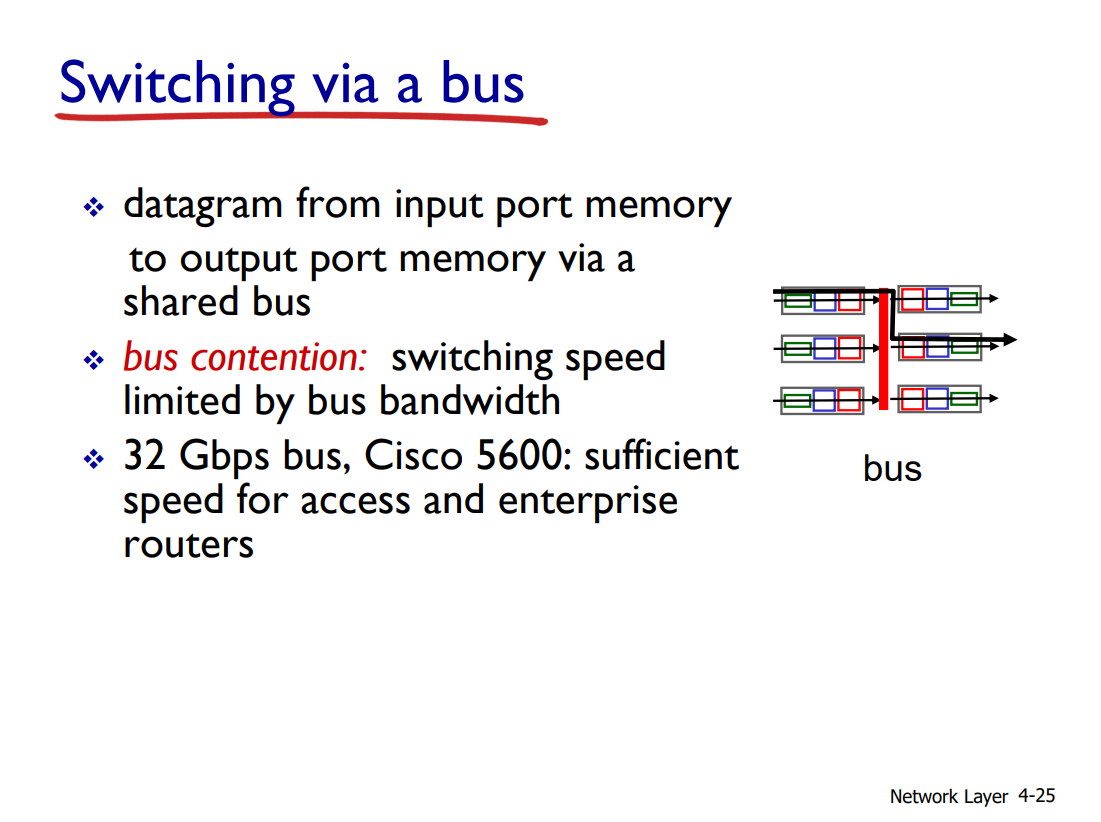 Switching via a bus
❖ datagram from input port memory
to output port memory via a
shared bus
❖ bus contention: switching speed
limited by bus bandwidth
❖ 32 Gbps bus, Cisco 5600: sufficient
speed for access and enterprise
routers
bus
Network Layer 4-25